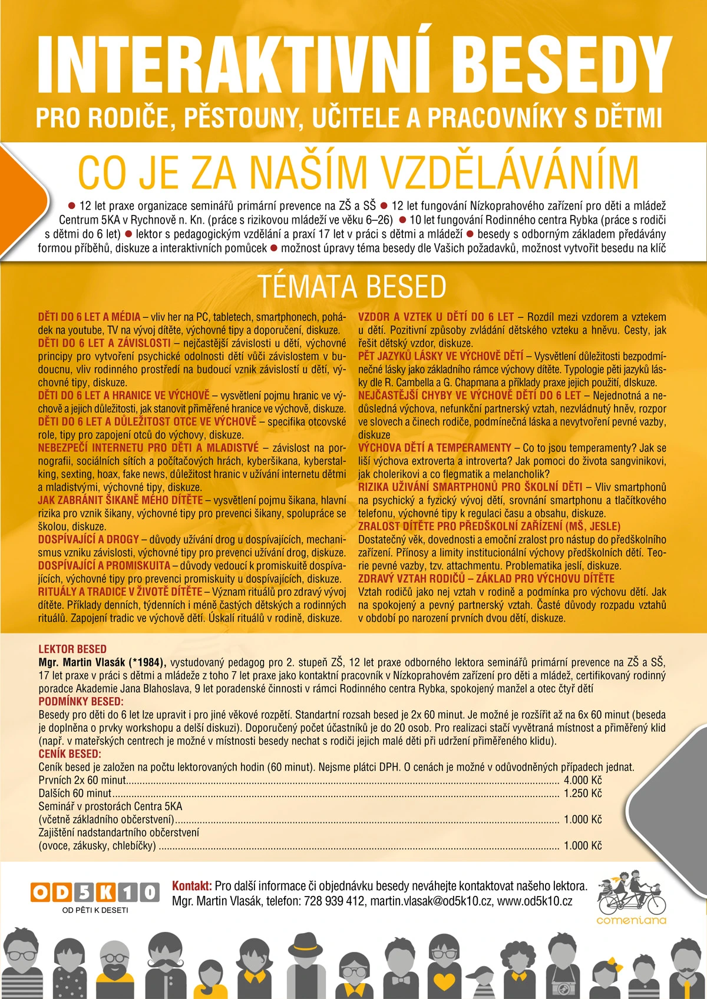 INTERAKTIVNÍ BESEDY
PRO RODIČE, PĚSTOUNY, UČITELE A PRACOVNÍKY S DĚTMI
CO JE ZA NAŠÍM VZDĚLÁVÁNÍM
● 12 let praxe organizace seminářů primární prevence na ZŠ a SŠ ● 12 let fungování Nízkoprahového zařízení pro děti a mládež
Centrum 5KA v Rychnově n. Kn. (práce s rizikovou mládeží ve věku 6–26) ● 10 let fungování Rodinného centra Rybka (práce s rodiči
s dětmi do 6 let) ● lektor s pedagogickým vzdělání a praxí 17 let v práci s dětmi a mládeží ● besedy s odborným základem předávány
formou příběhů, diskuze a interaktivních pomůcek ● možnost úpravy téma besedy dle Vašich požadavků, možnost vytvořit besedu na klíč
TÉMATA BESED
DĚTI DO 6 LET A MÉDIA – vliv her na PC, tabletech, smartphonech, pohá-
dek na youtube, TV na vývoj dítěte, výchovné tipy a doporučení, diskuze.
DĚTI DO 6 LET A ZÁVISLOSTI – nejčastější závislosti u dětí, výchovné
principy pro vytvoření psychické odolnosti dětí vůči závislostem v bu-
doucnu, vliv rodinného prostředí na budoucí vznik závislostí u dětí, vý-
chovné tipy, diskuze.
DĚTI DO 6 LET A HRANICE VE VÝCHOVĚ – vysvětlení pojmu hranic ve vý-
chově a jejich důležitosti, jak stanovit přiměřené hranice ve výchově, diskuze.
DĚTI DO 6 LET A DŮLEŽITOST OTCE VE VÝCHOVĚ – specifika otcovské
role, tipy pro zapojení otců do výchovy, diskuze.
NEBEZPEČÍ INTERNETU PRO DĚTI A MLADISTVÉ – závislost na por-
nografii, sociálních sítích a počítačových hrách, kyberšikana, kyberstal-
king, sexting, hoax, fake news, důležitost hranic v užívání internetu dětmi
a mladistvými, výchovné tipy, diskuze.
JAK ZABRÁNIT ŠIKANĚ MÉHO DÍTĚTE – vysvětlení pojmu šikana, hlavní
rizika pro vznik šikany, výchovné tipy pro prevenci šikany, spolupráce se
školou, diskuze.
DOSPÍVAJÍCÍ A DROGY – důvody užívání drog u dospívajících, mechani-
smus vzniku závislosti, výchovné tipy pro prevenci užívání drog, diskuze.
DOSPÍVAJÍCÍ A PROMISKUITA – důvody vedoucí k promiskuitě dospíva-
jících, výchovné tipy pro prevenci promiskuity u dospívajících, diskuze.
RITUÁLY A TRADICE V ŽIVOTĚ DÍTĚTE – Význam rituálů pro zdravý vývoj
dítěte. Příklady denních, týdenních i méně častých dětských a rodinných
rituálů. Zapojení tradic ve výchově dětí. Úskalí rituálů v rodině, diskuze.
VZDOR A VZTEK U DĚTÍ DO 6 LET – Rozdíl mezi vzdorem a vztekem
u dětí. Pozitivní způsoby zvládání dětského vzteku a hněvu. Cesty, jak
řešit dětský vzdor, diskuze.
PĚT JAZYKŮ LÁSKY VE VÝCHOVĚ DĚTÍ – Vysvětlení důležitosti bezpodmí-
nečné lásky jako základního rámce výchovy dítěte. Typologie pěti jazyků lás-
ky dle R. Cambella a G. Chapmana a příklady praxe jejich použití, dIskuze.
NEJČASTĚJŠÍ CHYBY VE VÝCHOVĚ DĚTÍ DO 6 LET – Nejednotná a ne-
důsledná výchova, nefunkční partnerský vztah, nezvládnutý hněv, rozpor
ve slovech a činech rodiče, podmínečná láska a nevytvoření pevné vazby,
diskuze
VÝCHOVA DĚTÍ A TEMPERAMENTY – Co to jsou temperamenty? Jak se
liší výchova extroverta a introverta? Jak pomoci do života sangvinikovi,
jak cholerikovi a co flegmatik a melancholik?
RIZIKA UŽIVÁNÍ SMARTPHONŮ PRO ŠKOLNÍ DĚTI – Vliv smartphonů
na psychický a fyzický vývoj dětí, srovnání smartphonu a tlačítkového
telefonu, výchovné tipy k regulaci času a obsahu, diskuze.
ZRALOST DÍTĚTE PRO PŘEDŠKOLNÍ ZAŘÍZENÍ (MŠ, JESLE)
Dostatečný věk, dovednosti a emoční zralost pro nástup do předškolního
zařízení. Přínosy a limity institucionální výchovy předškolních dětí. Teo-
rie pevné vazby, tzv. attachmentu. Problematika jeslí, diskuze.
ZDRAVÝ VZTAH RODIČŮ – ZÁKLAD PRO VÝCHOVU DÍTĚTE
Vztah rodičů jako nej vztah v rodině a podmínka pro výchovu dětí. Jak
na spokojený a pevný partnerský vztah. Časté důvody rozpadu vztahů
v období po narození prvních dvou dětí, diskuze.
LEKTOR BESED
Mgr. Martin Vlasák (*1984), vystudovaný pedagog pro 2. stupeň ZŠ, 12 let praxe odborného lektora seminářů primární prevence na ZŠ a SŠ,
17 let praxe v práci s dětmi a mládeže z toho 7 let praxe jako kontaktní pracovník v Nízkoprahovém zařízení pro děti a mládež, certifikovaný rodinný
poradce Akademie Jana Blahoslava, 9 let poradenské činnosti v rámci Rodinného centra Rybka, spokojený manžel a otec čtyř dětí
PODMÍNKY BESED:
Besedy pro děti do 6 let lze upravit i pro jiné věkové rozpětí. Standartní rozsah besed je 2x 60 minut. Je možné je rozšířit až na 6x 60 minut (beseda
je doplněna o prvky workshopu a delší diskuzi). Doporučený počet účastníků je do 20 osob. Pro realizaci stačí vyvětraná místnost a přiměřený klid
(např. v mateřských centrech je možné v místnosti besedy nechat s rodiči jejich malé děti při udržení přiměřeného klidu).
CENÍK BESED:
Ceník besed je založen na počtu lektorovaných hodin (60 minut). Nejsme plátci DPH. O cenách je možné v odůvodněných případech jednat.
Prvních 2x 60 minut........ 4.000 Kč
Dalších 60 minut........ 1.250 Kč
Seminář v prostorách Centra 5KA
(včetně základního občerstvení)........ 1.000 Kč
Zajištění nadstandartního občerstvení
(ovoce, zákusky, chlebíčky) ........ 1.000 Kč
OD5K10
OD PĚTI K DESETI
Kontakt: Pro další informace či objednávku besedy neváhejte kontaktovat našeho lektora.
Mgr. Martin Vlasák, telefon: 728 939 412, martin.vlasak@od5k10.cz, www.od5k10.cz
comeniana